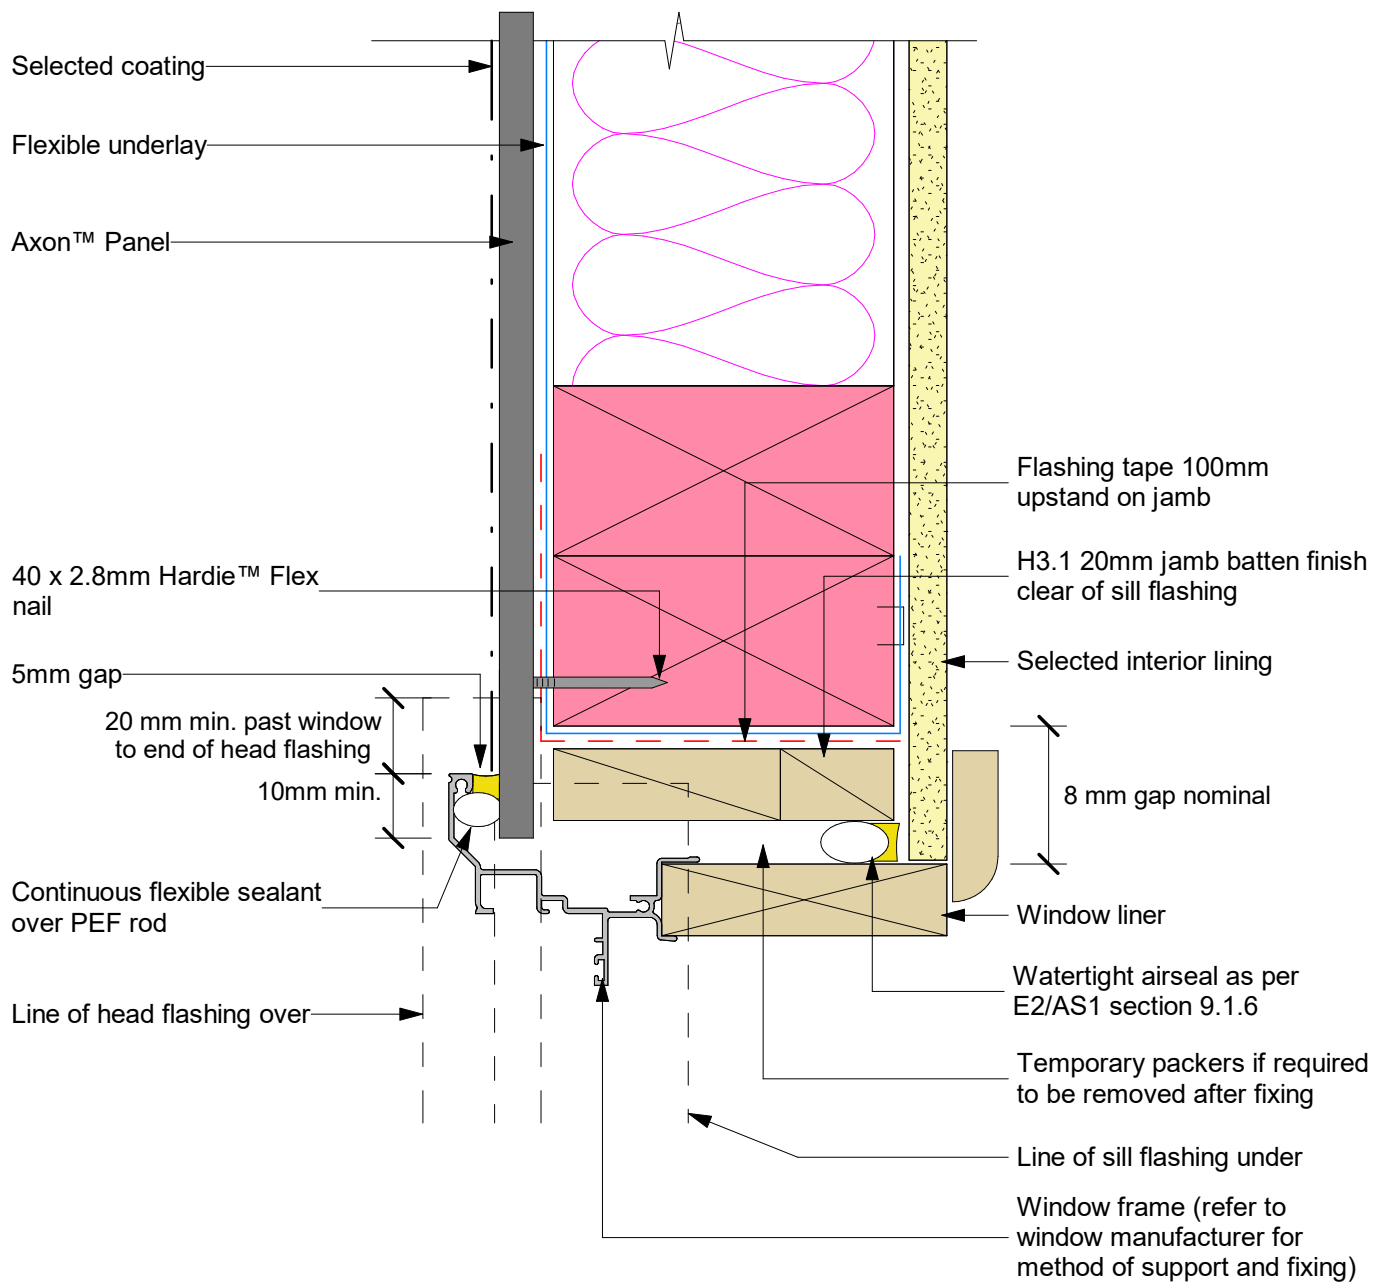 Selected coating
Flexible underlay
Axon™ Panel
40 x 2.8mm Hardie™ Flex
nail
5mm gap
20 mm min. past window
to end of head flashing
10mm min.
Continuous flexible sealant
over PEF rod
Line of head flashing over
Flashing tape 100mm
upstand on jamb
H3.1 20mm jamb batten finish
clear of sill flashing
Selected interior lining
8 mm gap nominal
Window liner
Watertight airseal as per
E2/AS1 section 9.1.6
Temporary packers if required
to be removed after fixing
Line of sill flashing under
Window frame (refer to
window manufacturer for
method of support and fixing)